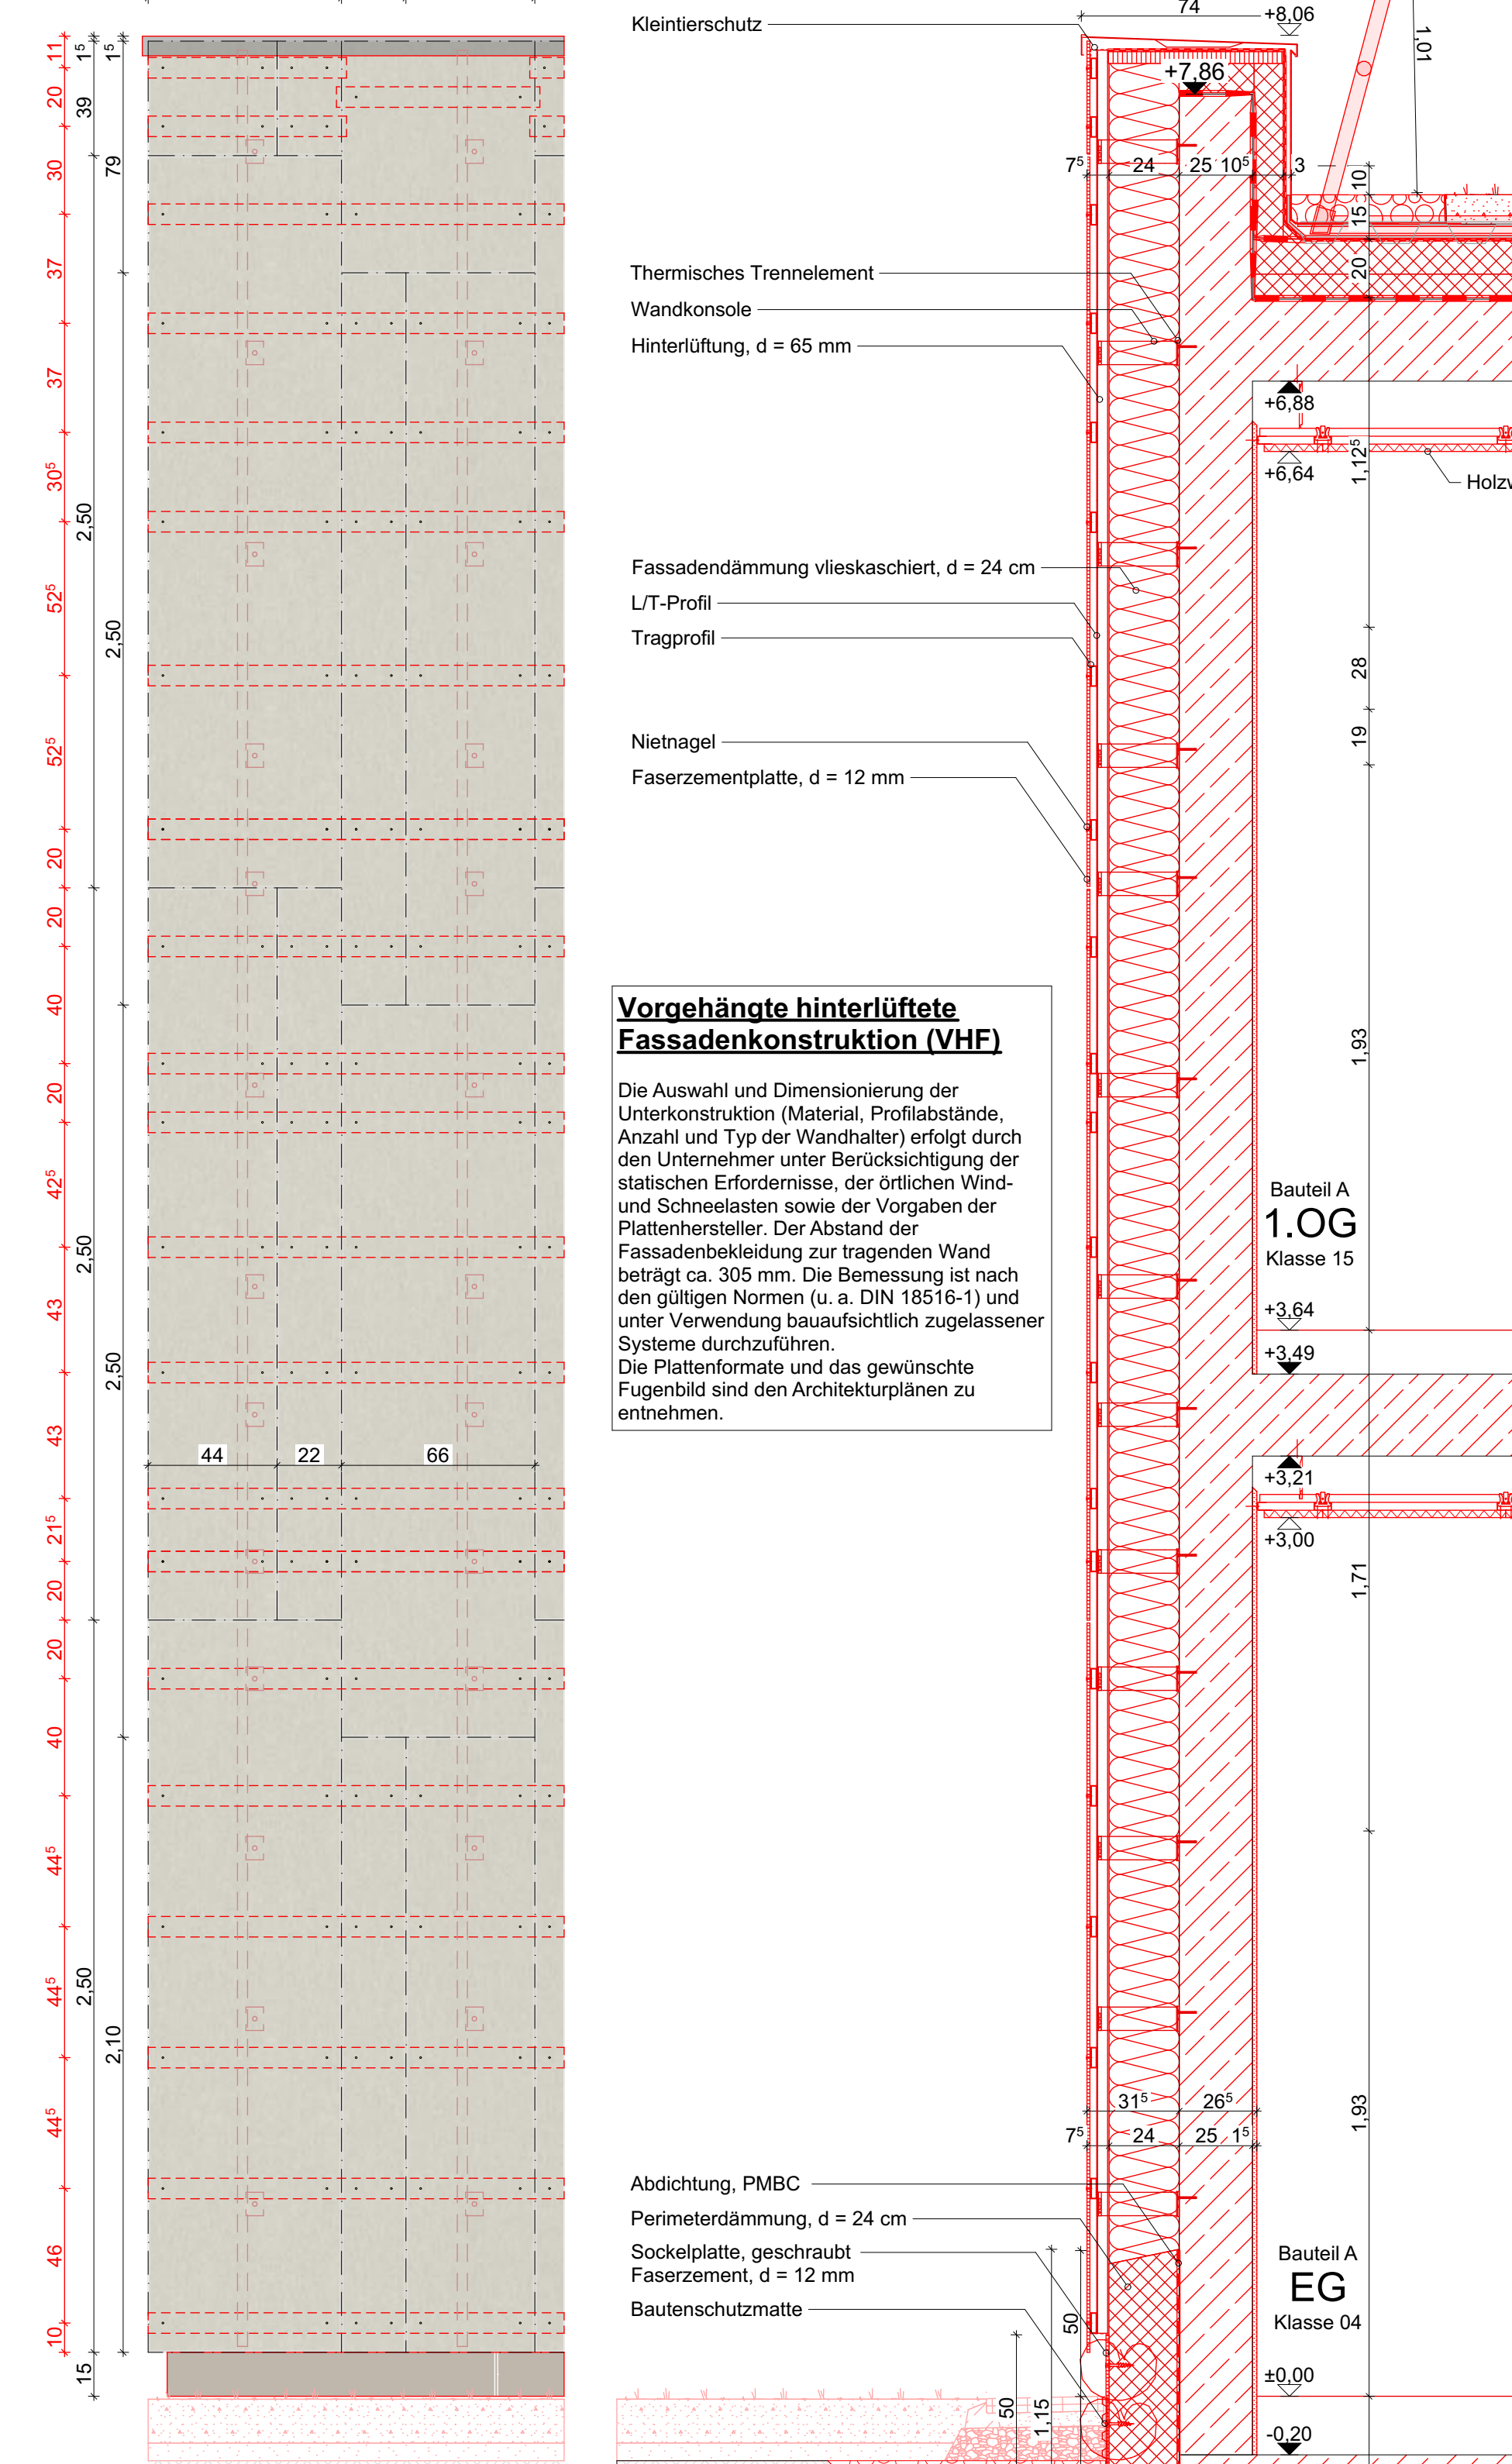 11
20
30
37
37
30⁵
52⁵
52⁵
20
20
40
20
42⁵
43
43
21⁵
20
20
40
44⁵
44⁵
44⁵
46
10
1⁵
39
2,50
2,50
2,50
15
1⁵
79
2,50
2,50
2,10
44
22
66
Kleintierschutz
Thermisches Trennelement
Wandkonsole
Hinterlüftung, d = 65 mm
Fassadendämmung vlieskaschiert, d = 24 cm
L/T-Profil
Tragprofil
Nietnagel
Faserzementplatte, d = 12 mm
Vorgehängte hinterlüftete
Fassadenkonstruktion (VHF)
Die Auswahl und Dimensionierung der
Unterkonstruktion (Material, Profilabstände,
Anzahl und Typ der Wandhalter) erfolgt durch
den Unternehmer unter Berücksichtigung der
statischen Erfordernisse, der örtlichen Wind-
und Schneelasten sowie der Vorgaben der
Plattenhersteller. Der Abstand der
Fassadenbekleidung zur tragenden Wand
beträgt ca. 305 mm. Die Bemessung ist nach
den gültigen Normen (u. a. DIN 18516-1) und
unter Verwendung bauaufsichtlich zugelassener
Systeme durchzuführen.
Die Plattenformate und das gewünschte
Fugenbild sind den Architekturplänen zu
entnehmen.
Abdichtung, PMBC
Perimeterdämmung, d = 24 cm
Sockelplatte, geschraubt
Faserzement, d = 12 mm
Bautenschutzmatte
50
1,15
50
74
+8,06
+7,86
1,01
7⁵ 24 25 10⁵ 3
10
15
20
+6,88
+6,64
Holzw
1,12⁵
28
19
1,93
Bauteil A
1.OG
Klasse 15
+3,64
+3,49
+3,21
+3,00
1,71
31⁵ 26⁵
7⁵ 24 25 1⁵
1,93
Bauteil A
EG
Klasse 04
±0,00
-0,20